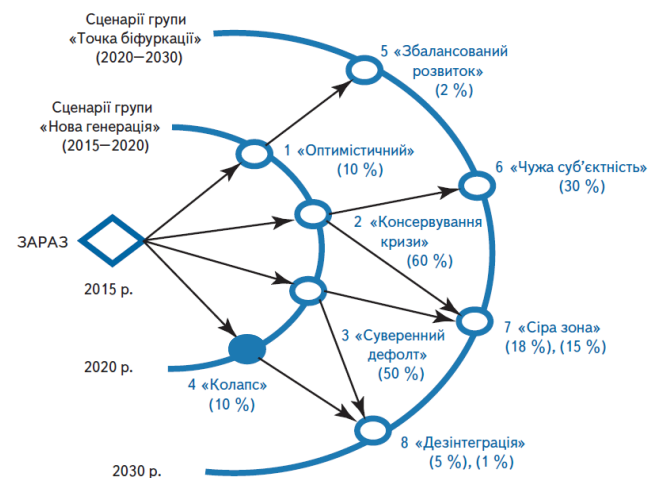 Сценарії групи
«Точка біфуркації»
(2020—2030)
5 «Збалансований
розвиток»
(2 %)
Сценарії групи
«Нова генерація»
(2015—2020)
1 «Оптимістичний»
(10 %)
6 «Чужа суб’єктність»
(30 %)
2 «Консервування
кризи»
(60 %)
ЗАРАЗ
2015 р.
3 «Суверенний
дефолт»
(50 %)
7 «Сіра зона»
(18 %), (15 %)
2020 р.
4 «Колапс»
(10 %)
8 «Дезінтеграція»
(5 %), (1 %)
2030 р.